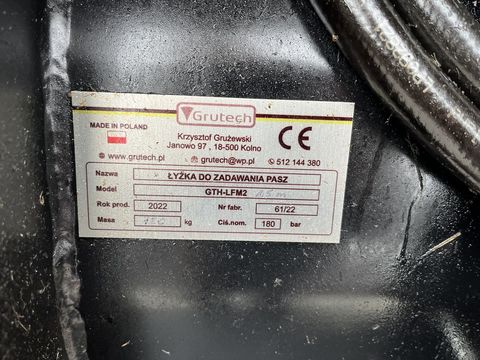 Grutech
MADE IN POLAND
Krzysztof Grużewski
Janowo 97 , 18-500 Kolno
CE
www.grutech.pl grutech@wp.pl 512 144 380
Nazwa ŁYŻKA DO ZADAWANIA PASZ
Model GTH-LFM2
Rok prod. 2022 Nr fabr. 61/22
Masa kg Ciś.nom. 180 bar